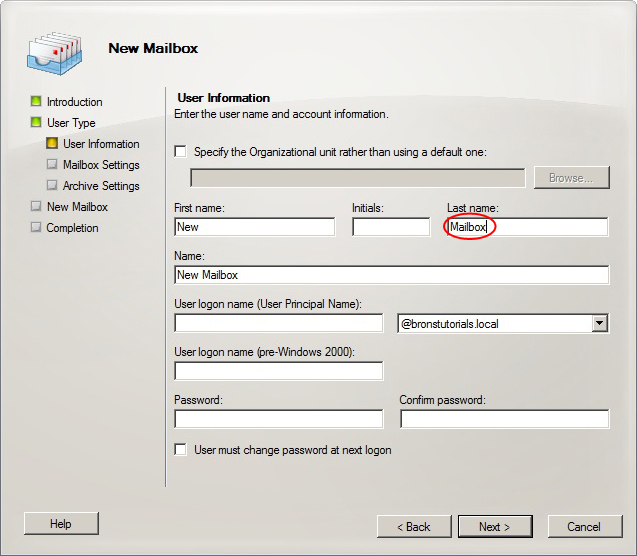 New Mailbox
Introduction
User Type
User Information
Mailbox Settings
Archive Settings
New Mailbox
Completion
User Information
Enter the user name and account information.
Specify the Organizational unit rather than using a default one:
Browse...
First name: Initials: Last name:
New Mailbox
Name:
New Mailbox
User logon name (User Principal Name):
@bronstutorials.local
User logon name (pre-Windows 2000):
Password: Confirm password:
User must change password at next logon
Help < Back Next > Cancel